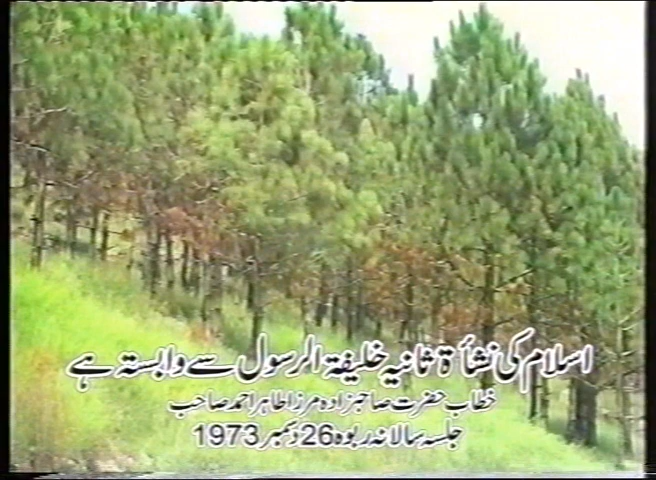 اسلام کی نشأۃ ثانیہ خلیفۃ الرسول سے وابستہ ہے
خطاب حضرت صاحبزادہ مرزا طاہر احمد صاحب
جلسہ سالانہ ربوہ 26 دسمبر 1973